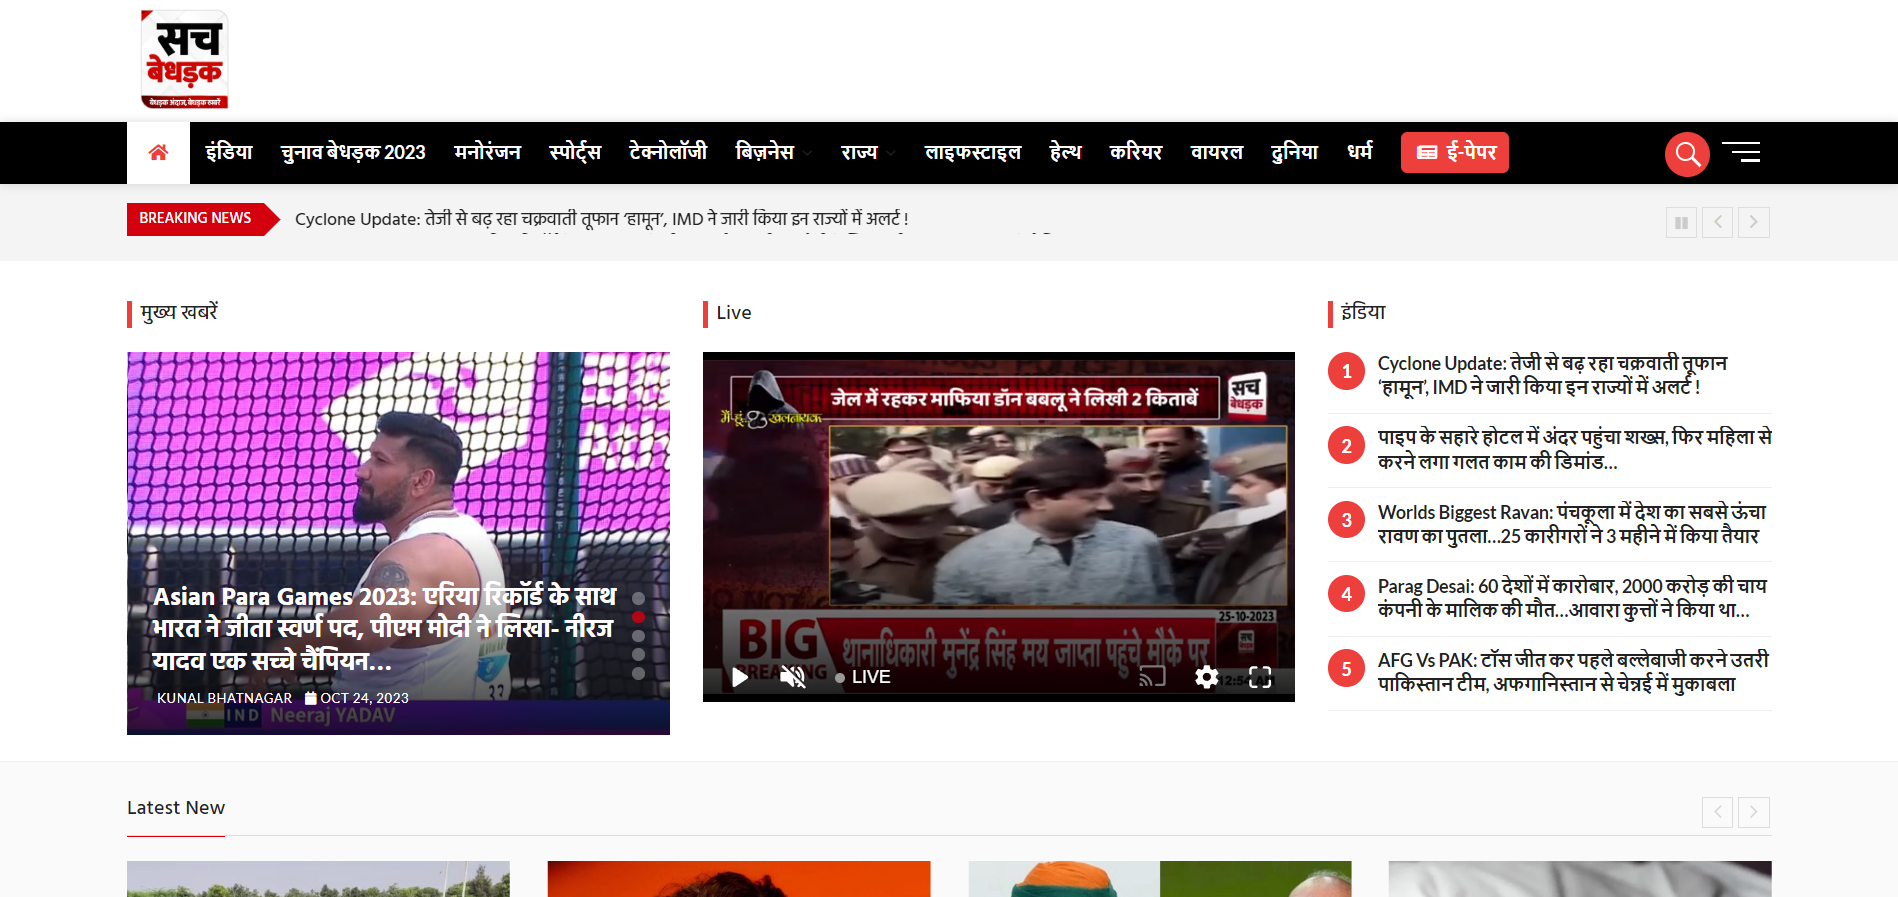 सच
बेधड़क
बेधड़क अंदाज, बेधड़क खबरें
इंडिया चुनाव बेधड़क 2023 मनोरंजन स्पोर्ट्स टेक्नोलॉजी बिज़नेस राज्य लाइफस्टाइल हेल्थ करियर वायरल दुनिया धर्म ई-पेपर
BREAKING NEWS Cyclone Update: तेजी से बढ़ रहा चक्रवाती तूफान ‘हामून’, IMD ने जारी किया इन राज्यों में अलर्ट !
मुख्य खबरें
Asian Para Games 2023: एरिया रिकॉर्ड के साथ
भारत ने जीता स्वर्ण पद, पीएम मोदी ने लिखा- नीरज
यादव एक सच्चे चैंपियन…
KUNAL BHATNAGAR OCT 24, 2023
IND Neeraj YADAV
33
Live
जेल में रहकर माफिया डॉन बबलू ने लिखी 2 किताबें
सच
बेधड़क
मैं हूं खलनायक
25-10-2023
BIG
BREAKING
थानाधिकारी मुनेंद्र सिंह मय जाप्ता पहुंचे मौके पर
सच
बेधड़क
LIVE
12:54
इंडिया
1 Cyclone Update: तेजी से बढ़ रहा चक्रवाती तूफान
‘हामून’, IMD ने जारी किया इन राज्यों में अलर्ट !
2 पाइप के सहारे होटल में अंदर पहुंचा शख्स, फिर महिला से
करने लगा गलत काम की डिमांड…
3 Worlds Biggest Ravan: पंचकूला में देश का सबसे ऊंचा
रावण का पुतला…25 कारीगरों ने 3 महीने में किया तैयार
4 Parag Desai: 60 देशों में कारोबार, 2000 करोड़ की चाय
कंपनी के मालिक की मौत…आवारा कुत्तों ने किया था…
5 AFG Vs PAK: टॉस जीत कर पहले बल्लेबाजी करने उतरी
पाकिस्तान टीम, अफगानिस्तान से चेन्नई में मुकाबला
Latest New